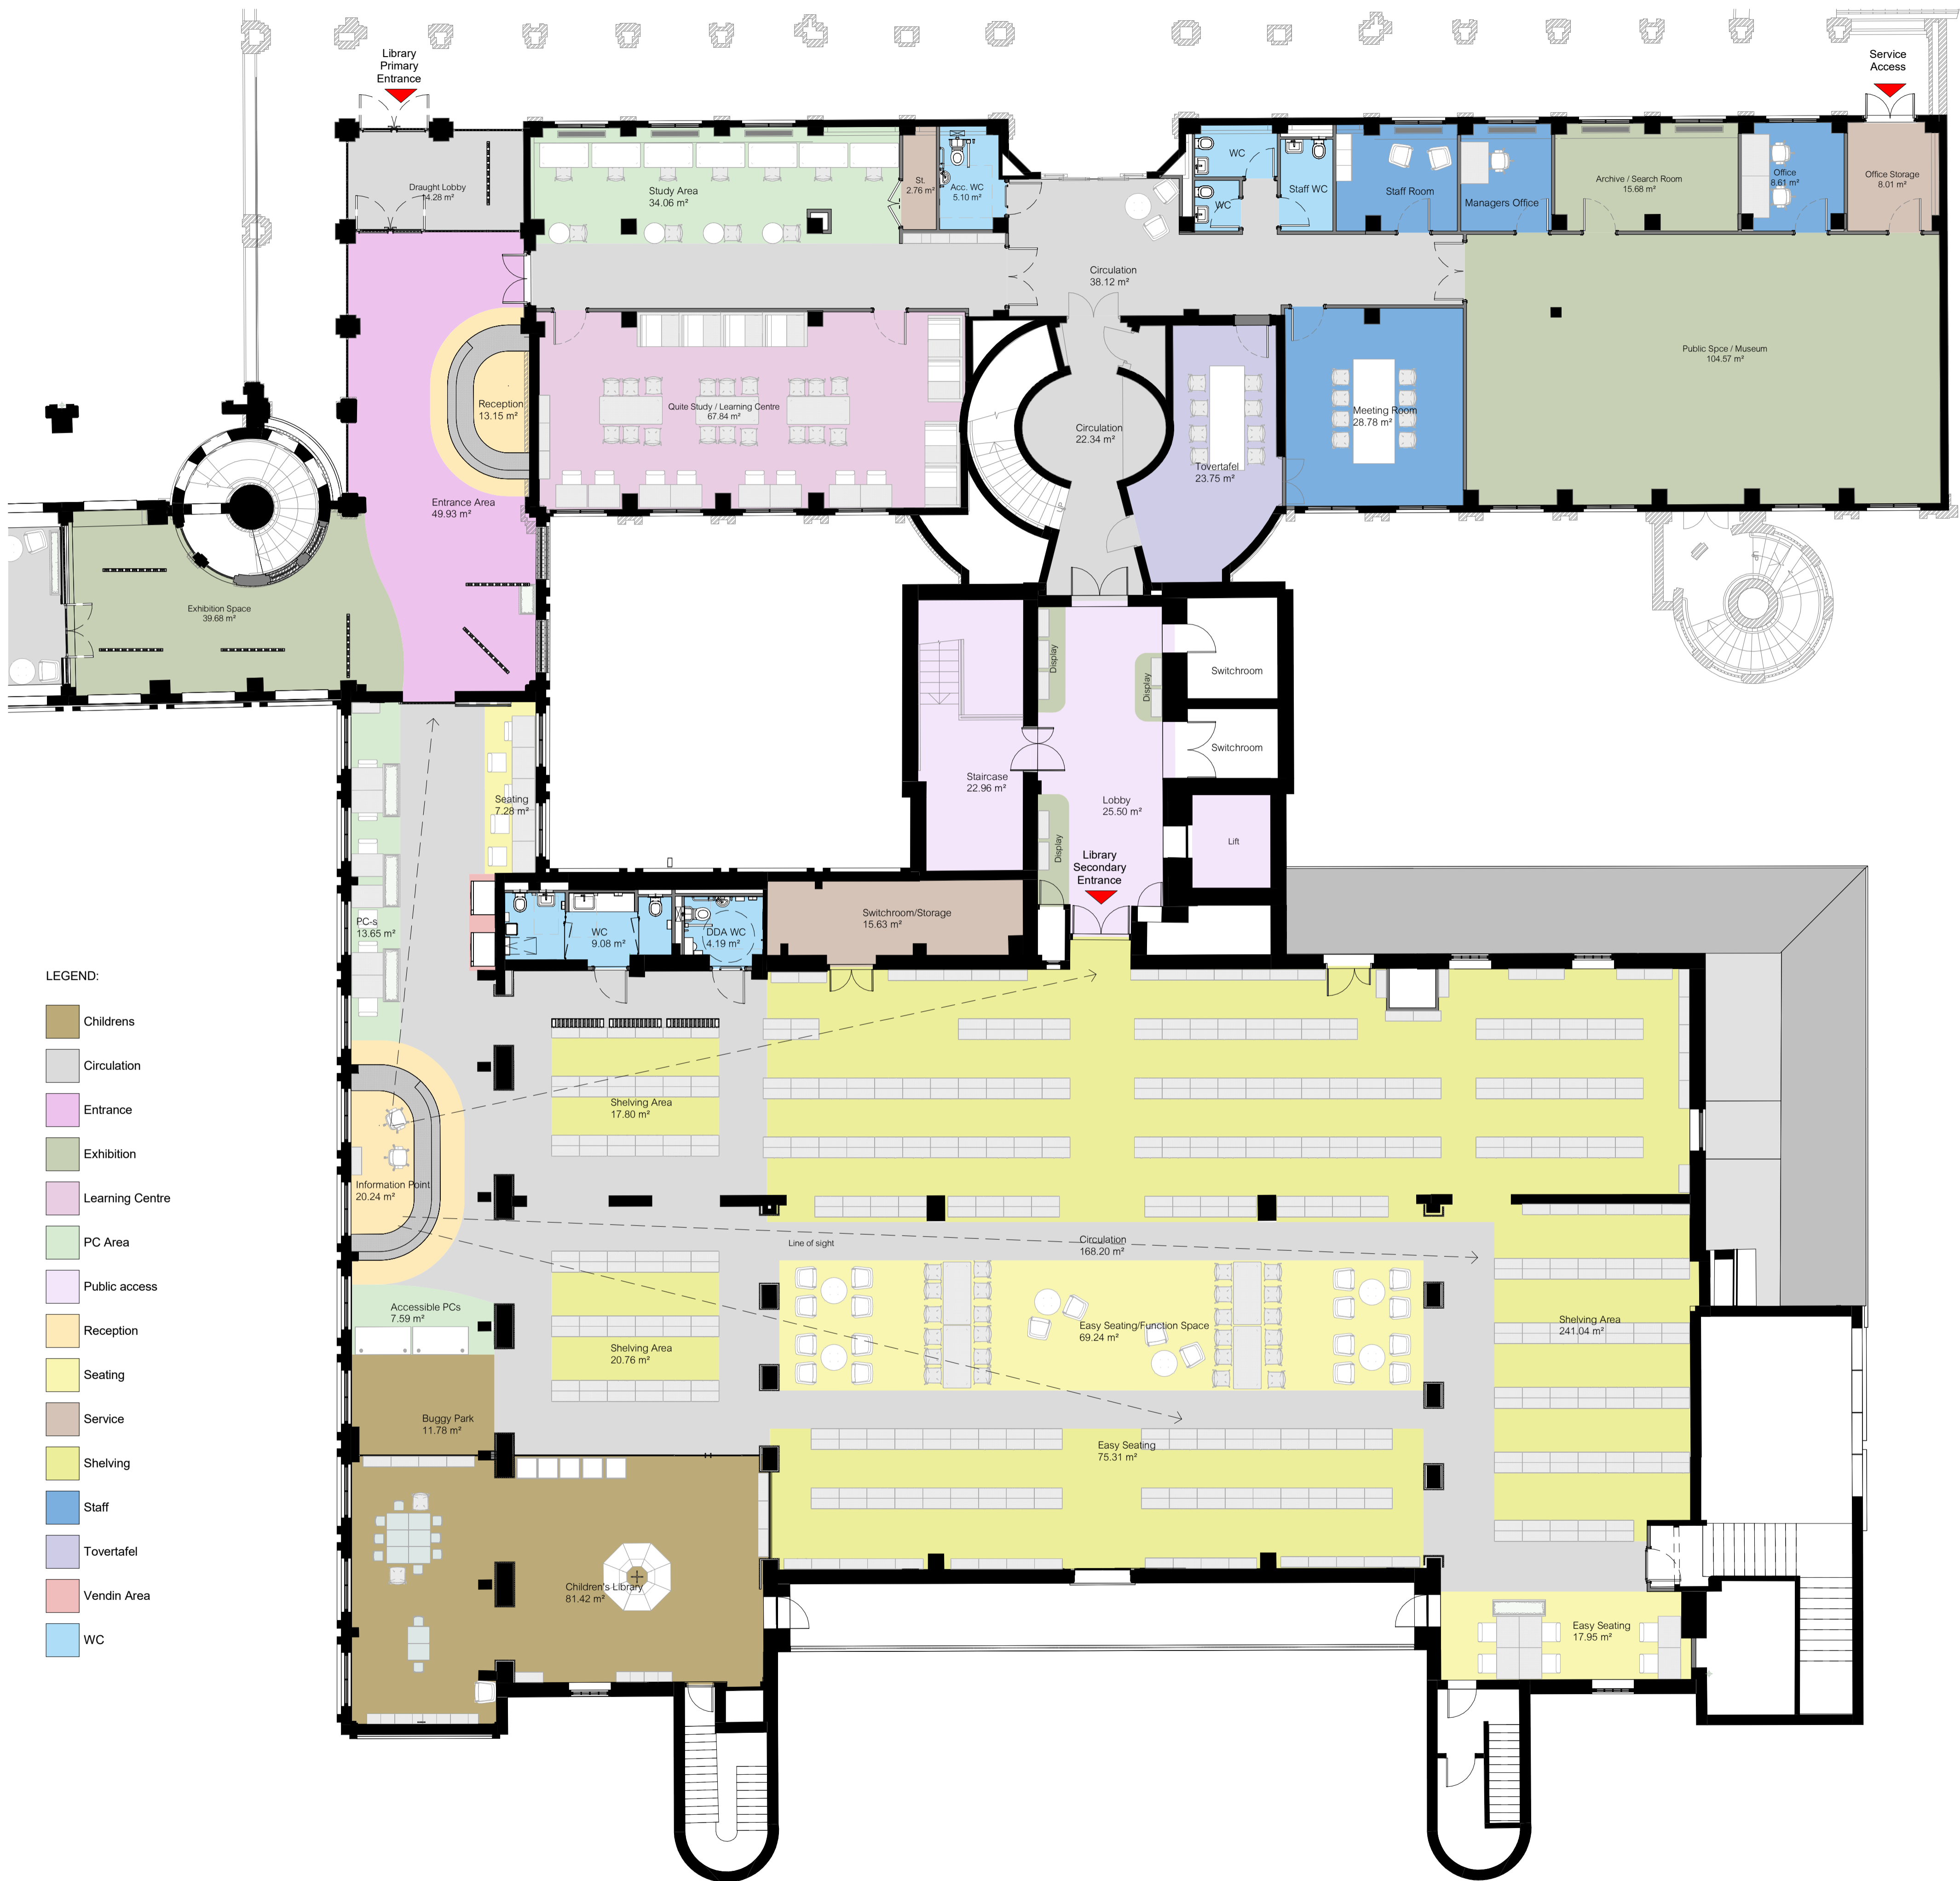 Library
Primary
Entrance
Service
Access
Draught Lobby
14.28 m²
Study Area
34.06 m²
St.
2.76 m²
Acc. WC
5.10 m²
WC
WC
Staff WC
Staff Room
Managers Office
Archive / Search Room
15.68 m²
Office
8.61 m²
Office Storage
8.01 m²
Circulation
38.12 m²
Public Spce / Museum
104.57 m²
Reception
13.15 m²
Quite Study / Learning Centre
67.84 m²
Circulation
22.34 m²
Tovertafel
23.75 m²
Meeting Room
28.78 m²
Entrance Area
49.93 m²
Exhibition Space
39.68 m²
Display
Display
Switchroom
Switchroom
Staircase
22.96 m²
Lobby
25.50 m²
Display
Lift
Library
Secondary
Entrance
Seating
7.28 m²
PC-s
13.65 m²
WC
9.08 m²
DDA WC
4.19 m²
Switchroom/Storage
15.63 m²
Shelving Area
17.80 m²
Information Point
20.24 m²
Line of sight
Circulation
168.20 m²
Accessible PCs
7.59 m²
Shelving Area
20.76 m²
Easy Seating/Function Space
69.24 m²
Shelving Area
241.04 m²
Buggy Park
11.78 m²
Easy Seating
75.31 m²
Children's Library
81.42 m²
Easy Seating
17.95 m²
LEGEND:
Childrens
Circulation
Entrance
Exhibition
Learning Centre
PC Area
Public access
Reception
Seating
Service
Shelving
Staff
Tovertafel
Vendin Area
WC